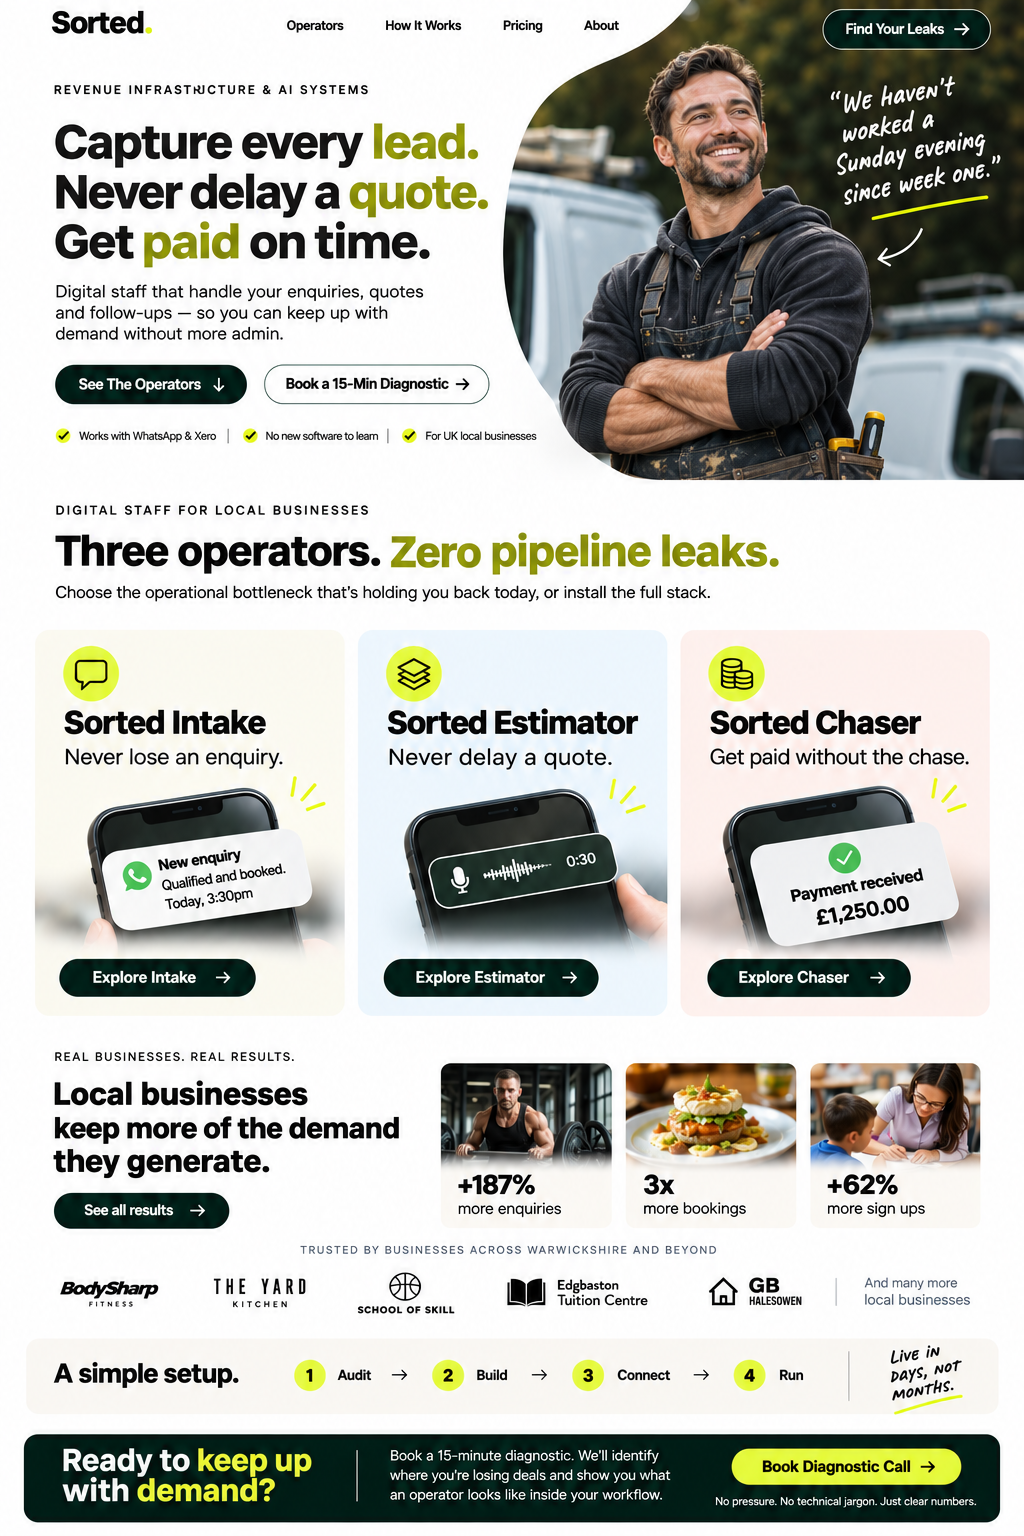 Sorted.
Operators
How It Works
Pricing
About
Find Your Leaks →
REVENUE INFRASTRUCTURE & AI SYSTEMS
Capture every lead.
Never delay a quote.
Get paid on time.
Digital staff that handle your enquiries, quotes
and follow-ups — so you can keep up with
demand without more admin.
See The Operators ↓
Book a 15-Min Diagnostic →
Works with WhatsApp & Xero
No new software to learn
For UK local businesses
“We haven't
worked a
Sunday evening
since week one.”
DIGITAL STAFF FOR LOCAL BUSINESSES
Three operators. Zero pipeline leaks.
Choose the operational bottleneck that's holding you back today, or install the full stack.
Sorted Intake
Never lose an enquiry.
New enquiry
Qualified and booked.
Today, 3:30pm
Explore Intake →
Sorted Estimator
Never delay a quote.
0:30
Explore Estimator →
Sorted Chaser
Get paid without the chase.
Payment received
£1,250.00
Explore Chaser →
REAL BUSINESSES. REAL RESULTS.
Local businesses
keep more of the demand
they generate.
See all results →
+187%
more enquiries
3x
more bookings
+62%
more sign ups
TRUSTED BY BUSINESSES ACROSS WARWICKSHIRE AND BEYOND
BodySharp
FITNESS
THE YARD
KITCHEN
SCHOOL OF SKILL
Edgbaston
Tuition Centre
GB
HALESOWEN
And many more
local businesses
A simple setup.
1 Audit →
2 Build →
3 Connect →
4 Run
LIVE IN
DAYS, NOT
MONTHS.
Ready to keep up
with demand?
Book a 15-minute diagnostic. We'll identify
where you're losing deals and show you what
an operator looks like inside your workflow.
Book Diagnostic Call →
No pressure. No technical jargon. Just clear numbers.